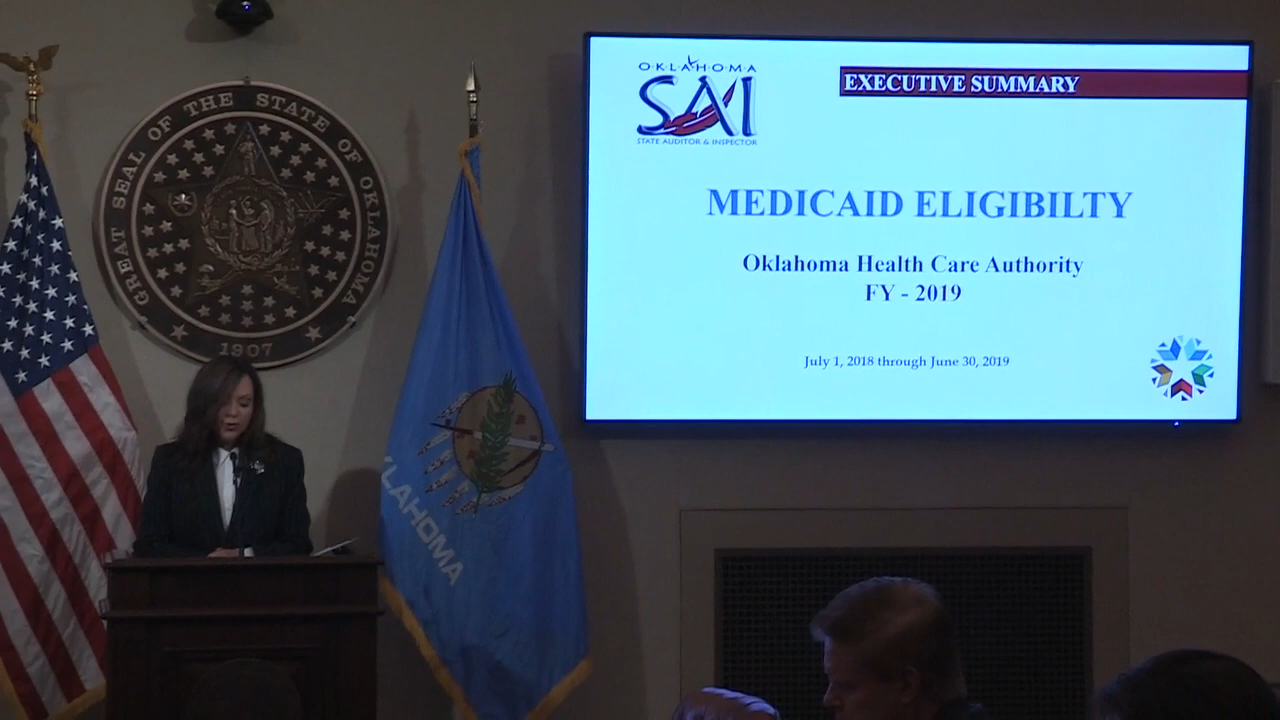 GREAT SEAL OF THE STATE OF OKLAHOMA
1907
OKLAHOMA
SAI
STATE AUDITOR & INSPECTOR
EXECUTIVE SUMMARY
MEDICAID ELIGIBILTY
Oklahoma Health Care Authority
FY - 2019
July 1, 2018 through June 30, 2019
KLAHOMA